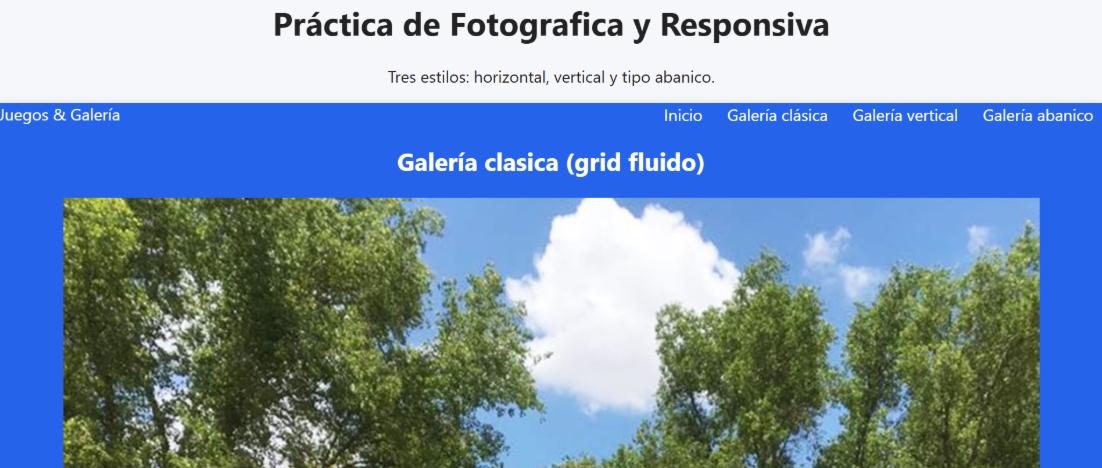 Práctica de Fotografica y Responsiva
Tres estilos: horizontal, vertical y tipo abanico.
Juegos & Galería Inicio Galería clásica Galería vertical Galería abanico
Galería clasica (grid fluido)